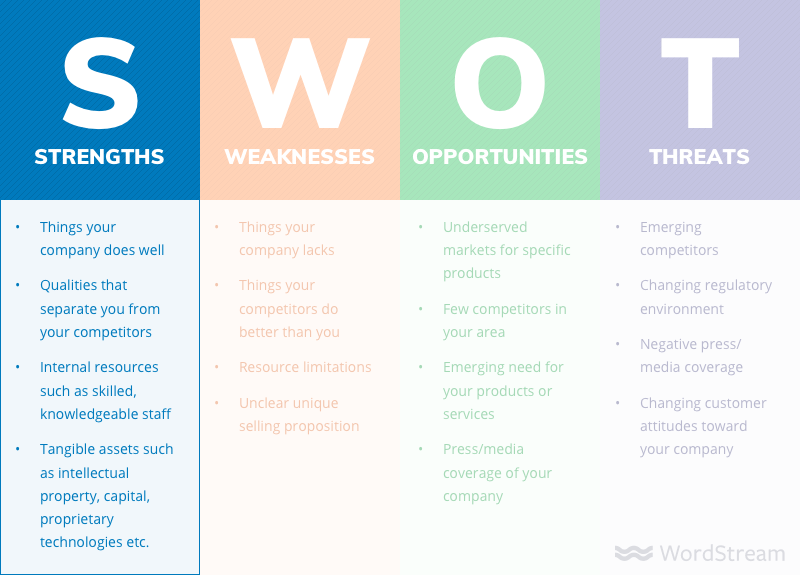 S
STRENGTHS
• Things your
company does well
• Qualities that
separate you from
your competitors
• Internal resources
such as skilled,
knowledgeable staff
• Tangible assets such
as intellectual
property, capital,
proprietary
technologies etc.
W
WEAKNESSES
• Things your
company lacks
• Things your
competitors do
better than you
• Resource limitations
• Unclear unique
selling proposition
O
OPPORTUNITIES
• Underserved
markets for specific
products
• Few competitors in
your area
• Emerging need for
your products or
services
• Press/media
coverage of your
company
T
THREATS
• Emerging
competitors
• Changing regulatory
environment
• Negative press/
media coverage
• Changing customer
attitudes toward
your company
WordStream